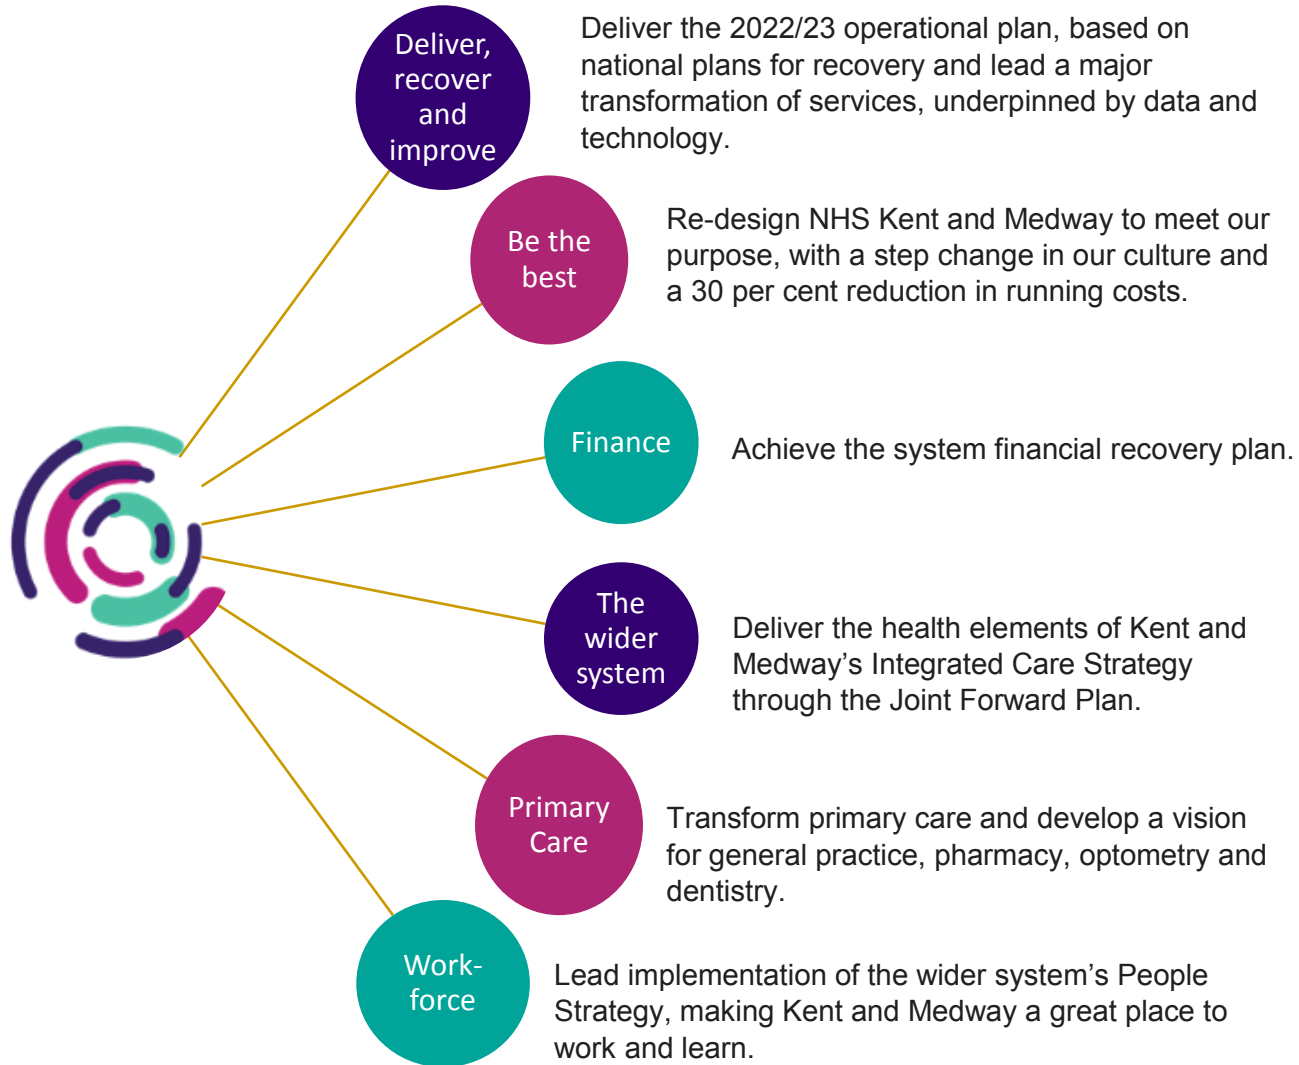 Deliver,
recover
and
improve
Deliver the 2022/23 operational plan, based on
national plans for recovery and lead a major
transformation of services, underpinned by data and
technology.
Be the
best
Re-design NHS Kent and Medway to meet our
purpose, with a step change in our culture and
a 30 per cent reduction in running costs.
Finance
Achieve the system financial recovery plan.
The
wider
system
Deliver the health elements of Kent and
Medway’s Integrated Care Strategy
through the Joint Forward Plan.
Primary
Care
Transform primary care and develop a vision
for general practice, pharmacy, optometry and
dentistry.
Work-
force
Lead implementation of the wider system’s People
Strategy, making Kent and Medway a great place to
work and learn.